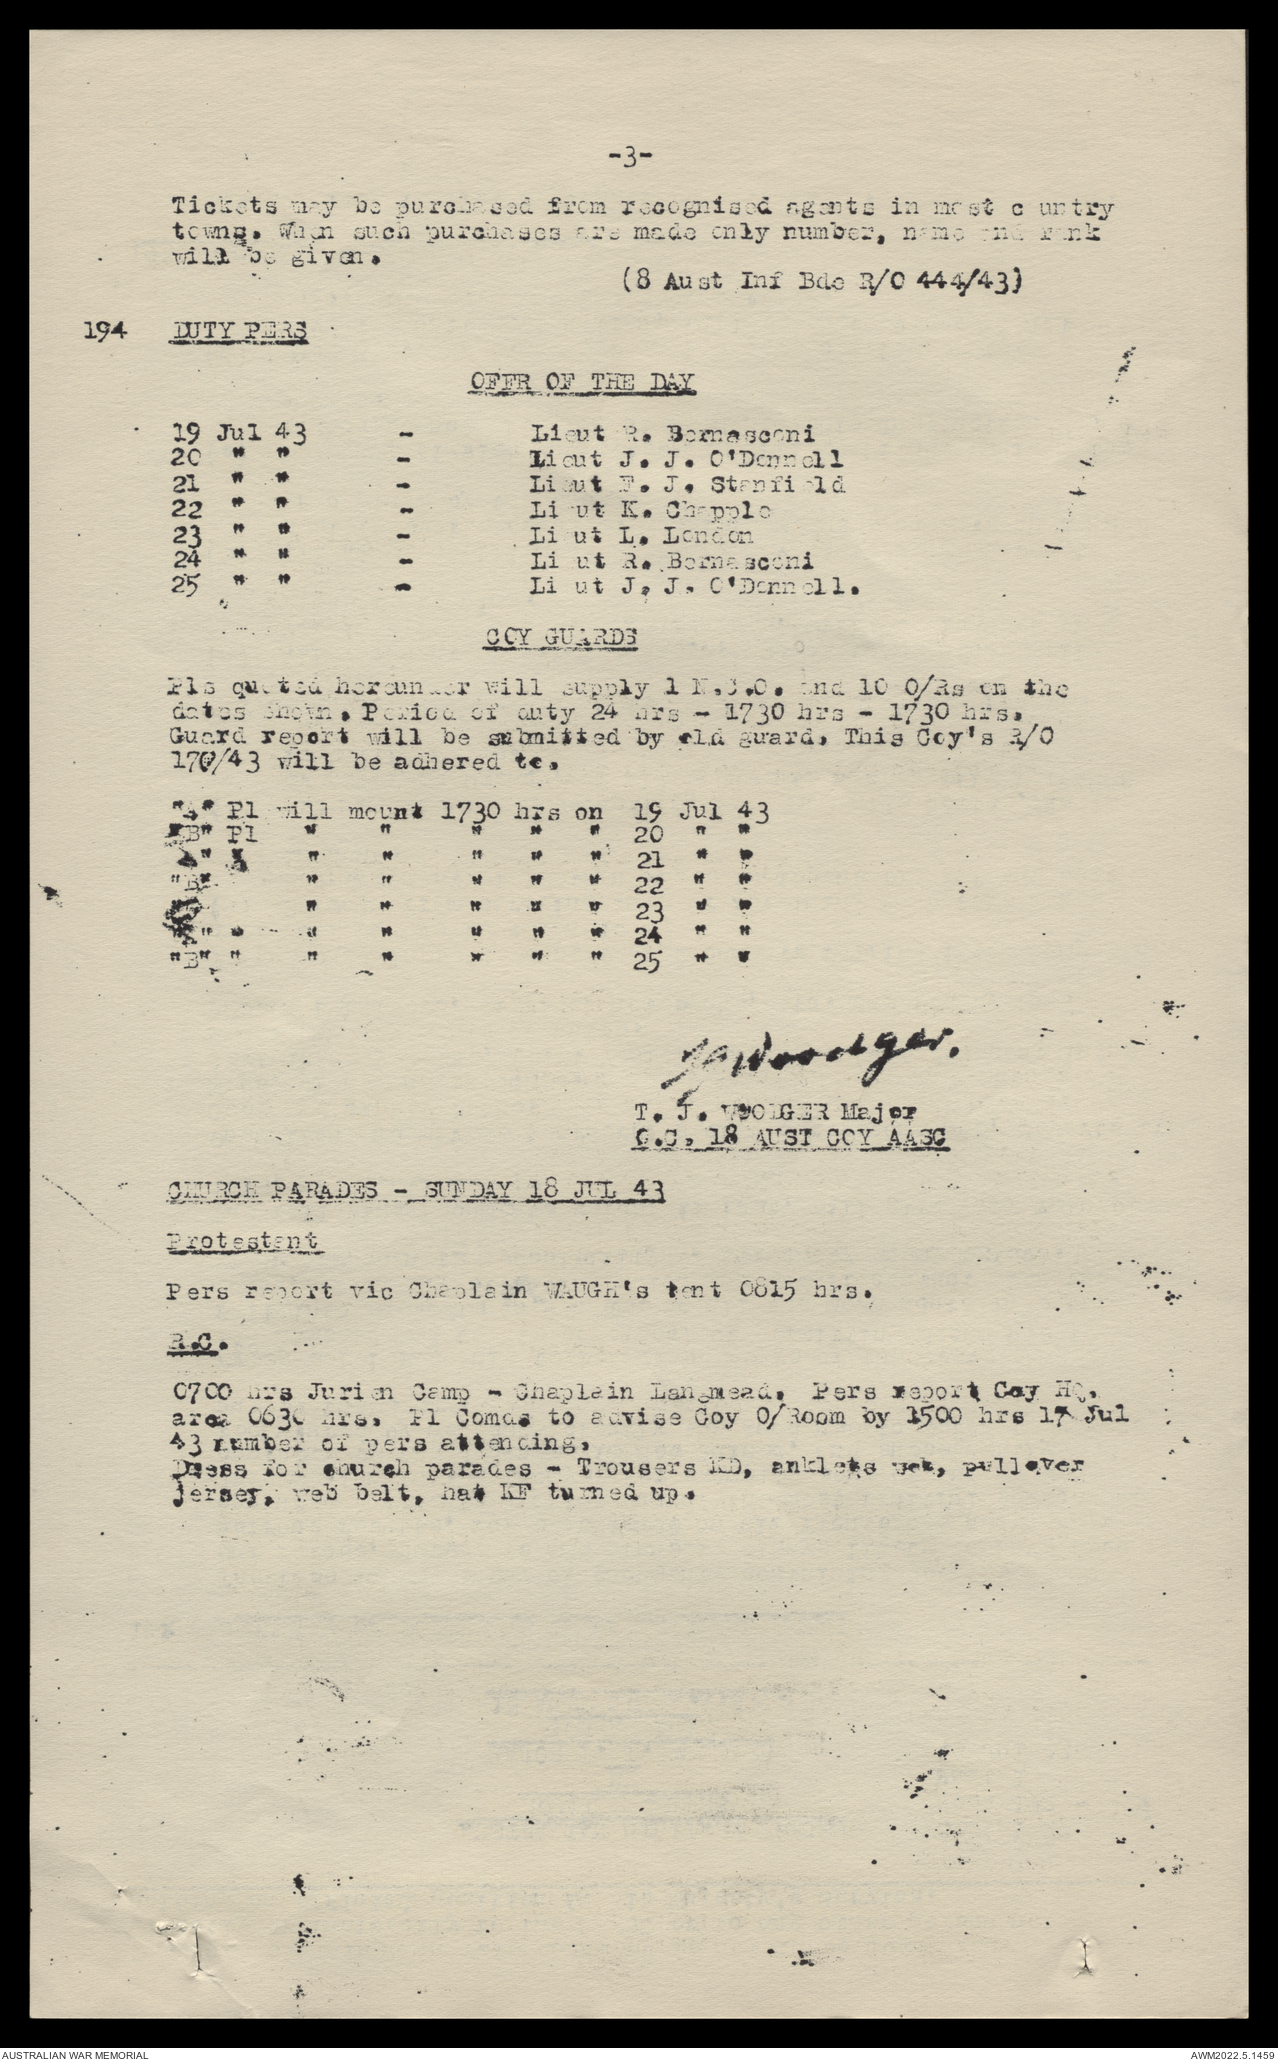 -3-
Tickets may be purchased from recognised agents in most country
towns. When such purchases are made only number, name and rank
will be given.
(8 Aust Inf Bde R/O 444/43)
194 DUTY PERS
OFFR OF THE DAY
19 Jul 43 - Lieut R. Bernasconi
20 " " - Lieut J. J. O'Donnell
21 " " - Lieut F. J. Stanfield
22 " " - Lieut K. Chapple
23 " " - Lieut L. London
24 " " - Lieut R. Bernasconi
25 " " - Lieut J. J. O'Donnell.
COY GUARDS
Pls quoted hereunder will supply 1 N.C.O. and 10 O/Rs on the
dates shown. Period of duty 24 hrs - 1730 hrs - 1730 hrs.
Guard report will be submitted by old guard. This Coy's R/O
/43 will be adhered to.
"A" Pl will mount 1730 hrs on 19 Jul 43
"B" Pl " " " " " 20 " "
" " " " " 21 " "
"B" " " " " " 22 " "
" " " " " 23 " "
" " " " " " 24 " "
"B" " " " " " " 25 " "
T. J. Woodger.
T. J. WOODGER Major
O.C. 18 AUST COY AASC
CHURCH PARADES - SUNDAY 18 JUL 43
Protestant
Pers report vic Chaplain WAUGH's tent 0815 hrs.
R.C.
0700 hrs Jurien Camp - Chaplain Langmead. Pers report Coy HQ.
area 0630 hrs. Pl Comds to advise Coy O/Room by 1500 hrs 17 Jul
43 number of pers attending.
Dress for church parades - Trousers KD, anklets web, pullover
jersey, web belt, hat KF turned up.
AUSTRALIAN WAR MEMORIAL
AWM2022.5.1459